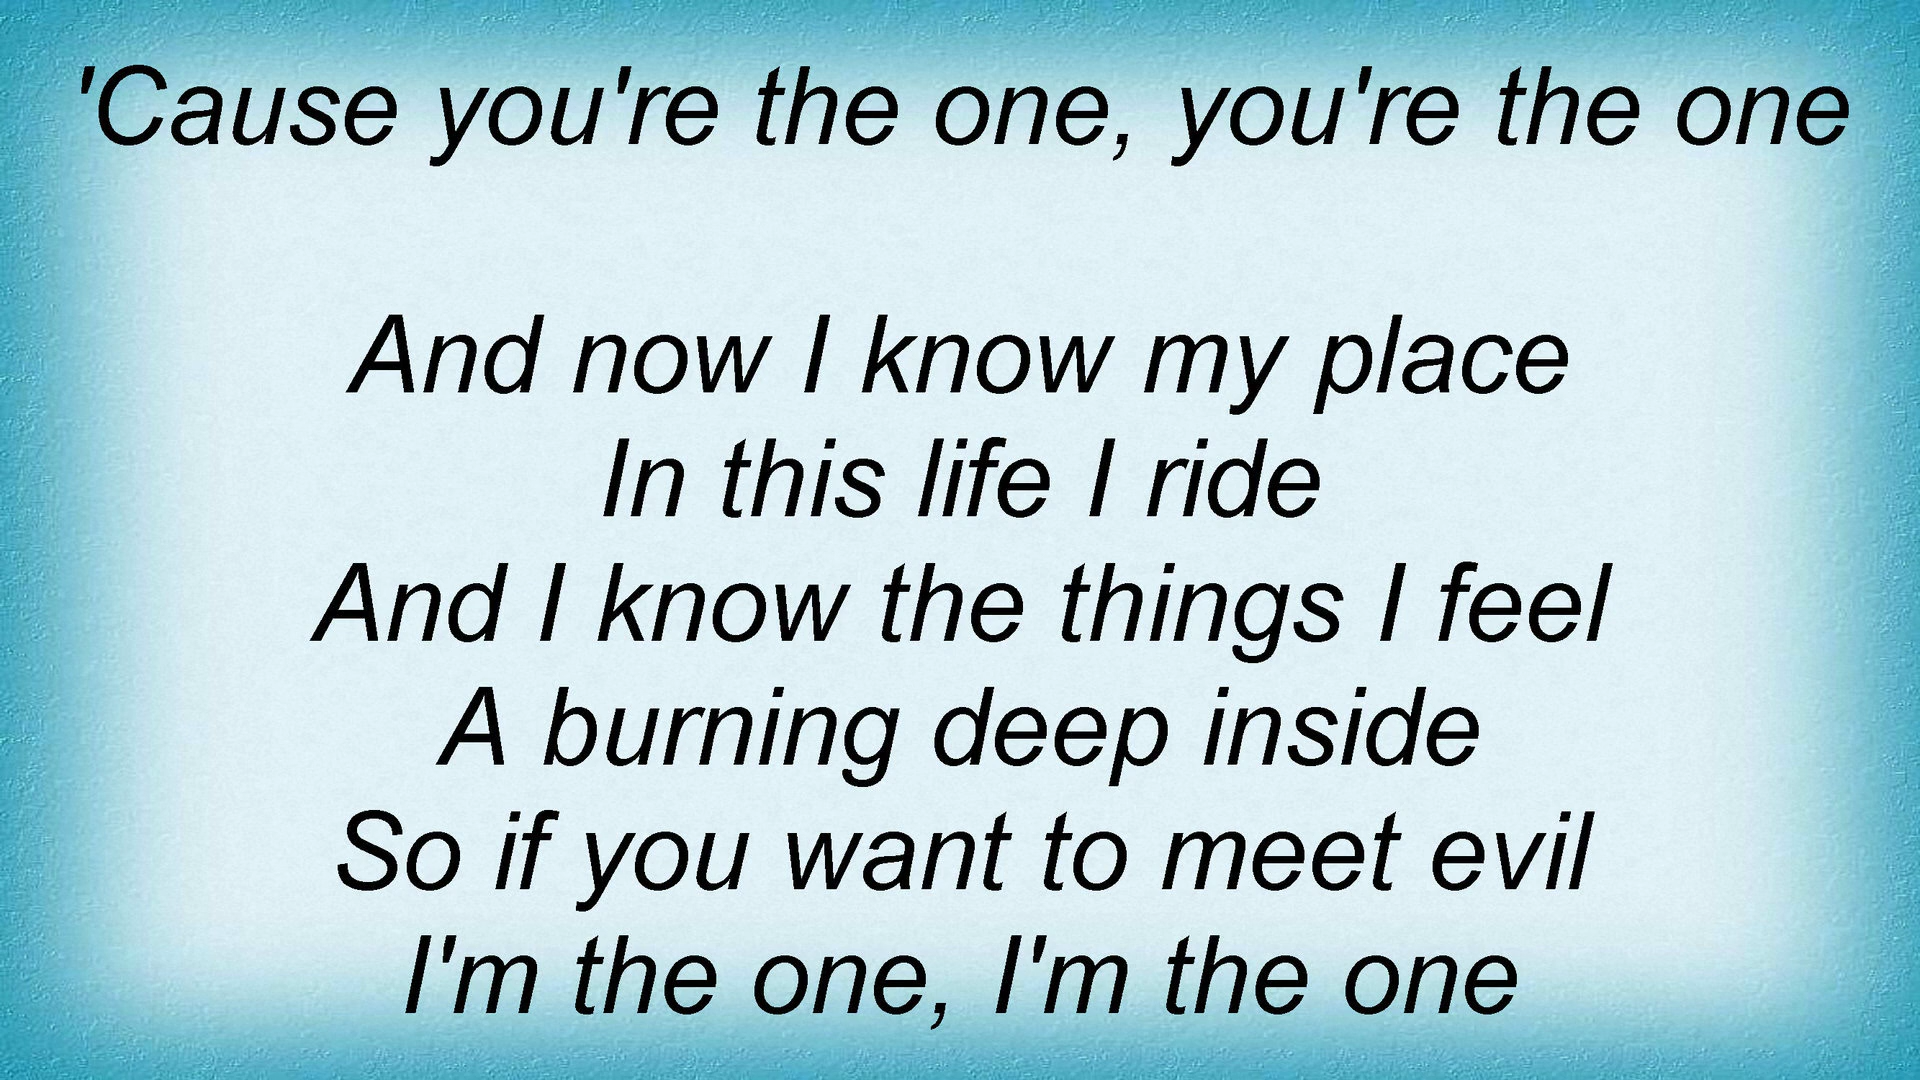 'Cause you're the one, you're the one
And now I know my place
In this life I ride
And I know the things I feel
A burning deep inside
So if you want to meet evil
I'm the one, I'm the one